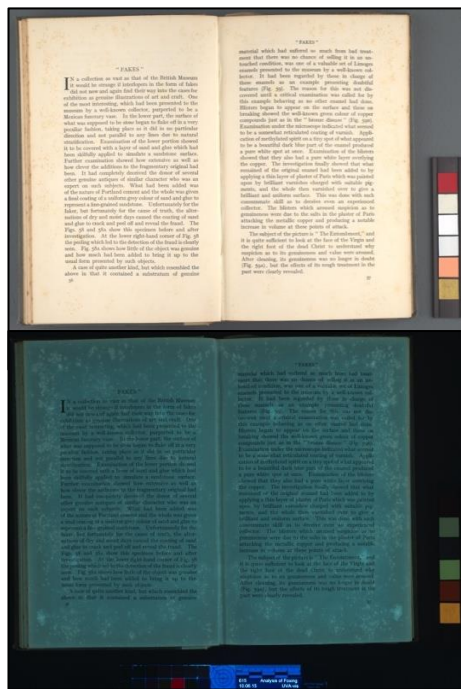 "FAKES"
IN a collection as vast as that of the British Museum
it would be strange if interlopers in the form of fakes
did not now and again find their way into the cases for
exhibition as genuine illustrations of art and craft. One
of the most interesting, which had been presented to the
museum by a well-known collector, purported to be a
Mexican funerary vase. In the lower part, the surface of
what was supposed to be stone began to flake off in a very
peculiar fashion, taking place as it did in no particular
direction and not parallel to any lines due to natural
stratification. Examination of the lower portion showed
it to be covered with a layer of sand and glue which had
been skilfully applied to simulate a sandstone surface.
Further examination showed how extensive as well as
how clever the additions to the fragmentary original had
been. It had completely deceived the donor of several
other genuine antiques of similar character who was an
expert on such subjects. What had been added was
of the nature of Portland cement and the whole was given
a final coating of a uniform grey colour of sand and glue to
represent a fine-grained sandstone. Unfortunately for the
faker, but fortunately for the cause of truth, the alter-
nations of dry and moist days caused the coating of sand
and glue to crack and peel off and reveal the fraud. The
Figs. 38 and 38a show this specimen before and after
investigation. At the lower right-hand corner of Fig. 38
the peeling which led to the detection of the fraud is clearly
seen. Fig. 38a shows how little of the object was genuine
and how much had been added to bring it up to the
usual form presented by such objects.
A case of quite another kind, but which resembled the
above in that it contained a substratum of genuine
56
"FAKES"
material which had suffered so much from bad treat-
ment that there was no chance of selling it in an un-
touched condition, was one of a valuable set of Limoges
enamels presented to the museum by a well-known col-
lector. It had been regarded by those in charge of
these enamels as an example presenting doubtful
features (Fig. 39). The reason for this was not dis-
covered until a critical examination was called for by
this example behaving as no other enamel had done.
Blisters began to appear on the surface and these on
breaking showed the well-known green colour of copper
compounds just as in the "bronze disease" (Fig. 39a).
Examination under the microscope indicated what seemed
to be a somewhat irregular coating of varnish. Appli-
cation of methylated spirit on a tiny spot of what appeared
to be a beautiful dark blue part of the enamel produced
a pure white spot at once. Examination of the blisters
showed that they also had a pure white layer overlying
the copper. The investigation finally showed that what
remained of the original enamel had been added to by
applying a thin layer of plaster of Paris which was painted
upon by brilliant varnishes charged with suitable pig-
ments, and the whole then varnished over to give a
brilliant and uniform surface. This was done with such
consummate skill as to deceive even an experienced
collector. The blisters which aroused suspicion as to
genuineness were due to the salts in the plaster of Paris
attacking the metallic copper and producing a notable
increase in volume at these points of attack.
The subject of the picture is "The Entombment," and
it is quite sufficient to look at the face of the Virgin and
the right foot of the dead Christ to understand why
suspicion as to its genuineness and value were aroused.
After cleaning, its genuineness was no longer in doubt
(Fig. 39a), but the effects of its rough treatment in the
past were clearly revealed.
57
Analysis of Foxing